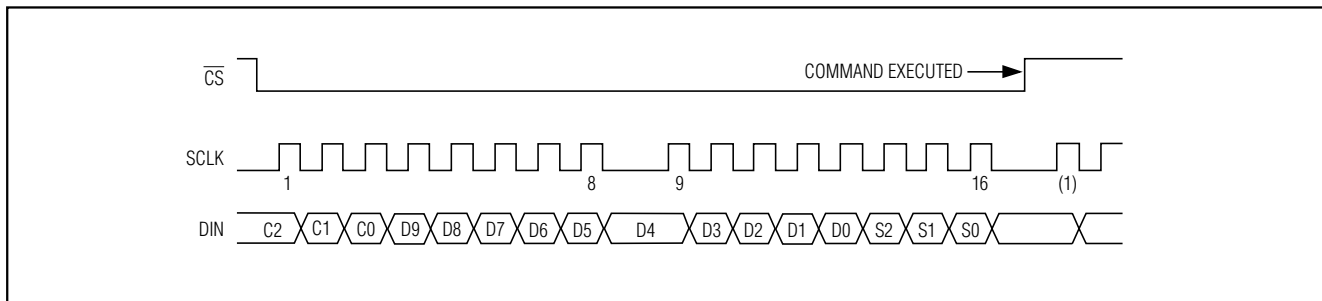 CS
COMMAND EXECUTED
SCLK
1
8
9
16
(1)
DIN
C2 C1 C0 D9 D8 D7 D6 D5 D4 D3 D2 D1 D0 S2 S1 S0